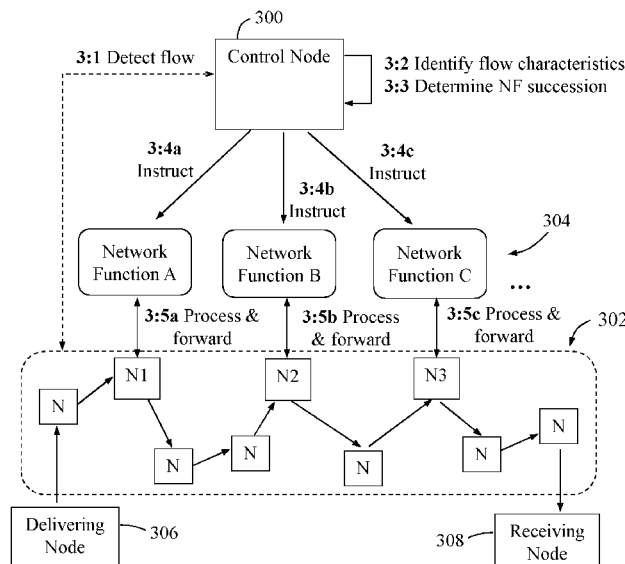 300
3:1 Detect flow
Control Node
3:2 Identify flow characteristics
3:3 Determine NF succession
3:4a
Instruct
3:4b
Instruct
3:4c
Instruct
304
Network
Function A
Network
Function B
Network
Function C
...
3:5a Process &
forward
3:5b Process
& forward
3:5c Process &
forward
302
N1
N2
N3
N
N
N
N
N
N
Delivering
Node
306
308
Receiving
Node